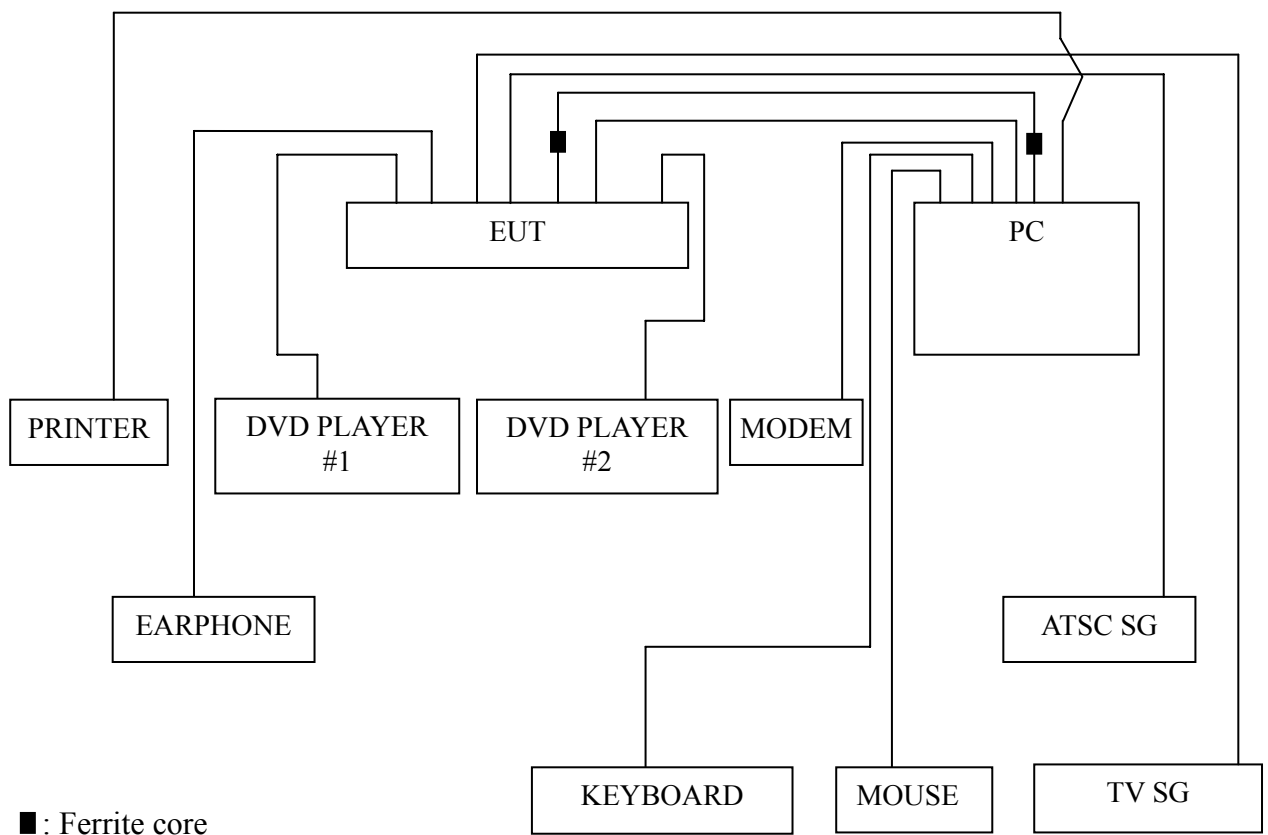 EUT
PC
PRINTER
DVD PLAYER
#1
DVD PLAYER
#2
MODEM
EARPHONE
ATSC SG
KEYBOARD
MOUSE
TV SG
■: Ferrite core